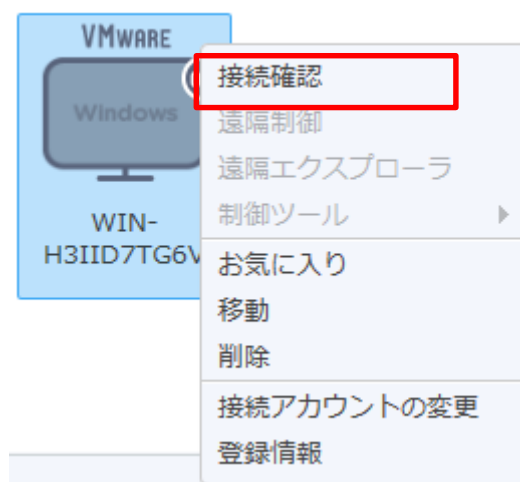 VMWARE
Windows
WIN-
H3IID7TG6V
接続確認
遠隔制御
遠隔エクスプローラ
制御ツール
お気に入り
移動
削除
接続アカウントの変更
登録情報